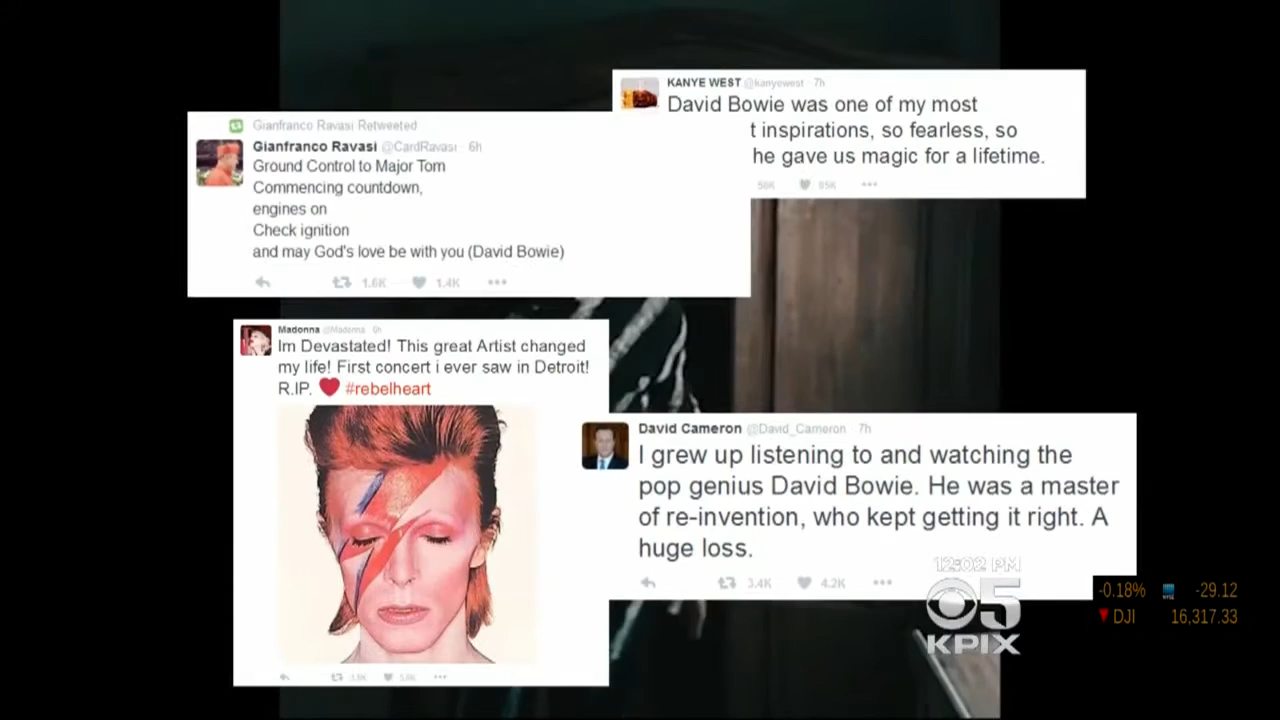 KANYE WEST @kanyewest · 7h
David Bowie was one of my most
t inspirations, so fearless, so
he gave us magic for a lifetime.
56K 85K •••
Gianfranco Ravasi Retweeted
Gianfranco Ravasi @CardRavasi · 6h
Ground Control to Major Tom
Commencing countdown,
engines on
Check ignition
and may God's love be with you (David Bowie)
1.6K 1.4K •••
Madonna @Madonna
Im Devastated! This great Artist changed
my life! First concert i ever saw in Detroit!
R.I.P. ❤ #rebelheart
•••
David Cameron @David_Cameron · 7h
I grew up listening to and watching the
pop genius David Bowie. He was a master
of re-invention, who kept getting it right. A
huge loss.
3.4K 4.2K •••
12:02 PM
5
KPIX
-0.18% -29.12
DJI 16,317.33